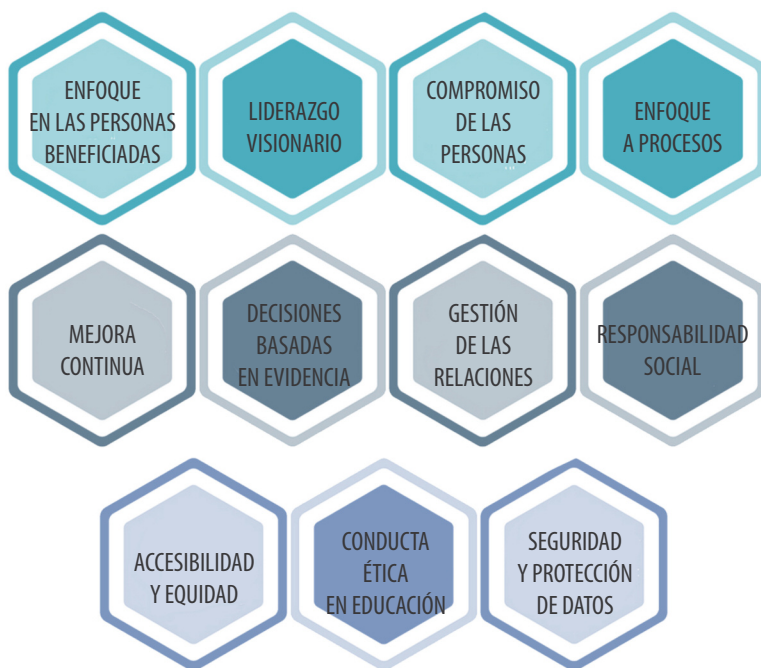 ENFOQUE
EN LAS PERSONAS
BENEFICIADAS
LIDERAZGO
VISIONARIO
COMPROMISO
DE LAS
PERSONAS
ENFOQUE
A PROCESOS
MEJORA
CONTINUA
DECISIONES
BASADAS
EN EVIDENCIA
GESTIÓN
DE LAS
RELACIONES
RESPONSABILIDAD
SOCIAL
ACCESIBILIDAD
Y EQUIDAD
CONDUCTA
ÉTICA
EN EDUCACIÓN
SEGURIDAD
Y PROTECCIÓN
DE DATOS